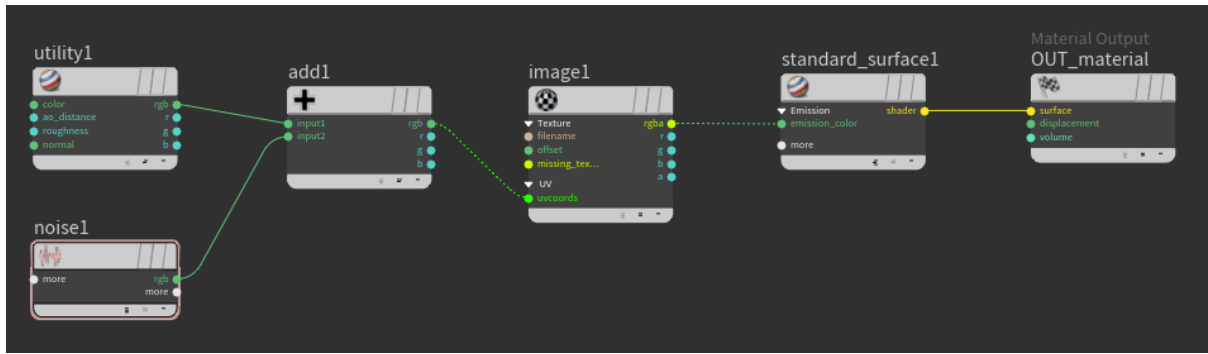 utility1
color rgb
ao_distance r
roughness g
normal b
noise1
more rgb
more
add1
input1 rgb
input2 r
g
b
image1
Texture rgba
filename r
offset g
missing_tex... b
a
UV
uvcoords
standard_surface1
Emission shader
emission_color
more
Material Output
OUT_material
surface
displacement
volume